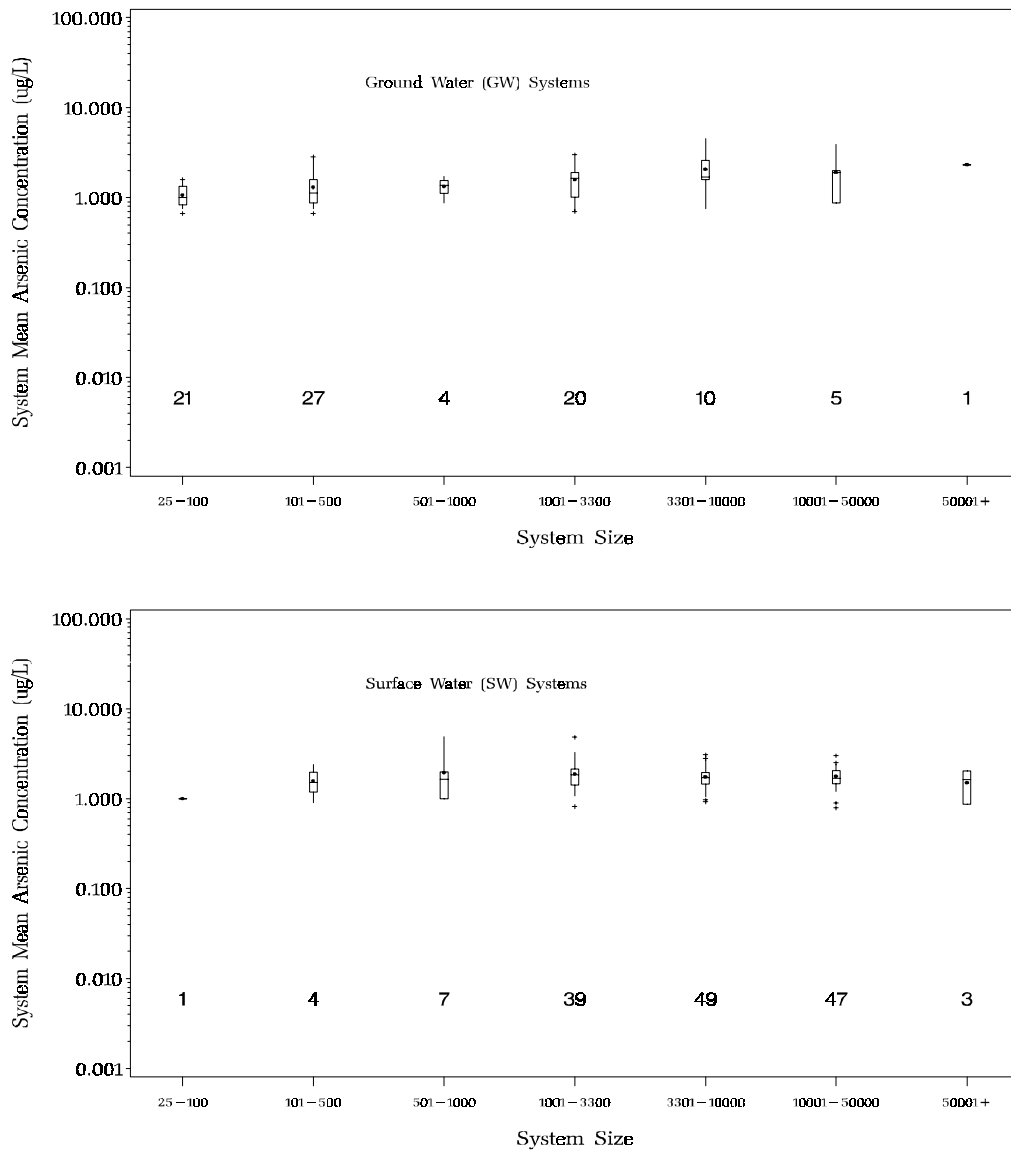 Ground Water (GW) Systems
System Mean Arsenic Concentration (ug/L)
100.000
10.000
1.000
0.100
0.010
0.001
21 27 4 20 10 5 1
25-100 101-500 501-1000 1001-3300 3301-10000 10001-50000 50001+
System Size
Surface Water (SW) Systems
System Mean Arsenic Concentration (ug/L)
100.000
10.000
1.000
0.100
0.010
0.001
1 4 7 39 49 47 3
25-100 101-500 501-1000 1001-3300 3301-10000 10001-50000 50001+
System Size